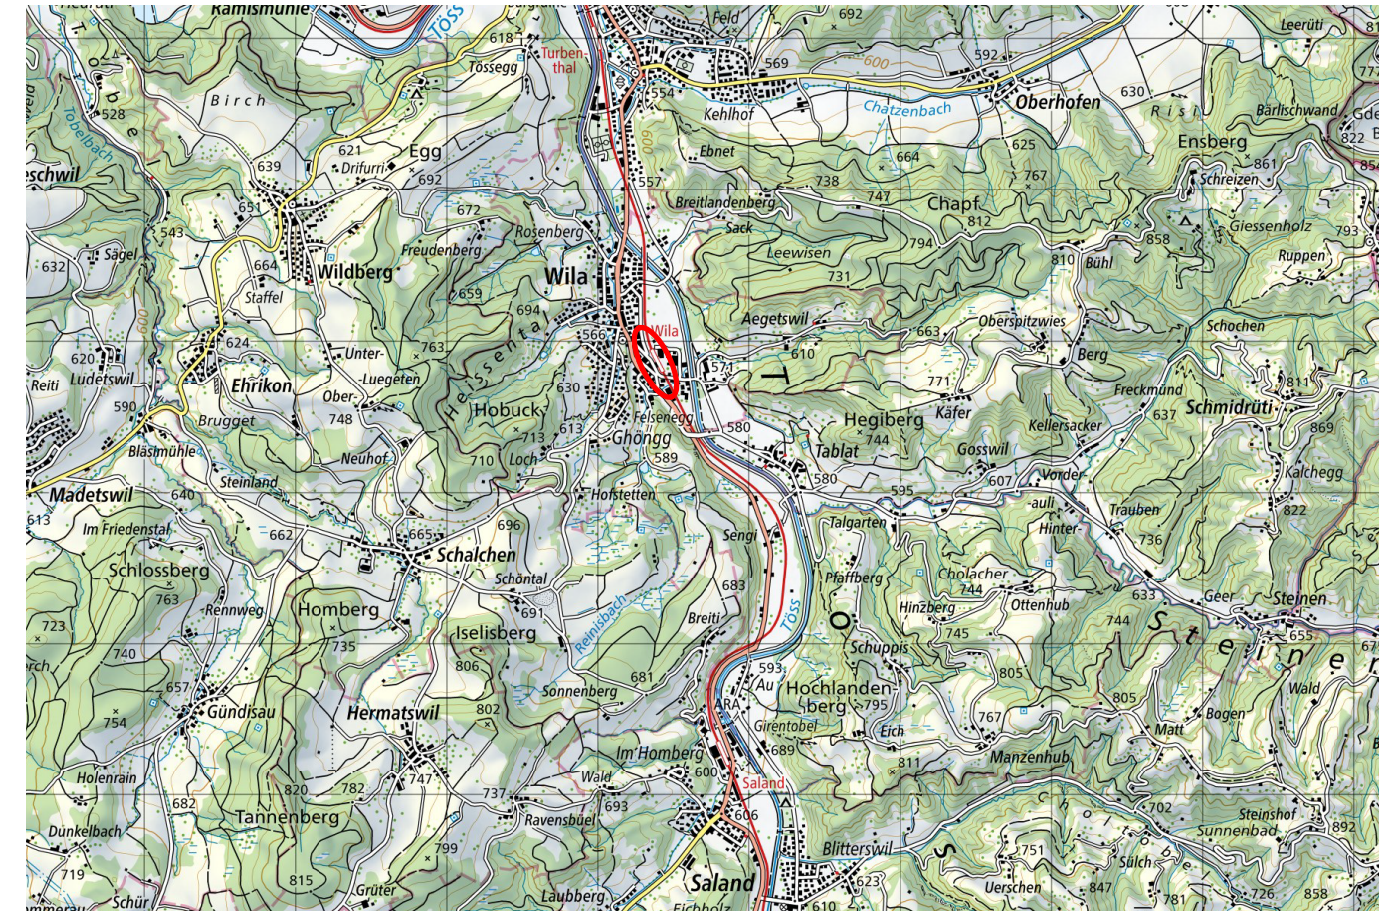 Ramismühle
Töss
618
Tössegg
Turben-
thal
Feld
692
Leerüti
592
569
600
554
Kehlhof
Chatzenbach
Oberhofen
630
Risi
Bärlischwand
822
Birch
528
Tobelbach
639
621
Drifurri
Egg
692
Ebnet
600
664
625
Ensberg
861
Schreizen
eschwil
651
672
557
738
747
767
Breitlandenberg
Chapf
812
Sack
794
858
Giessenholz
793
543
Rosenberg
Freudenberg
Sägel
632
664
Wildberg
Staffel
Wila
Leewisen
731
810
Bühl
Ruppen
659
694
600
Heissental
566
Wila
Aegetswil
663
Oberspitzwies
Schochen
624
763
610
Berg
620
Ludetswil
Reiti
Unter-
Luegeten
Ober-
Ehrikon
630
571
T
771
Käfer
Freckmünd
811
637
Schmidrüti
590
Brugget
748
Hobuck
713
613
Felsenegg
580
Hegiberg
744
Kellersacker
869
Bläsmühle
Neuhof
710
Loch
Ghöngg
589
Tablat
Gosswil
Steinland
Madetswil
640
Hofstetten
580
595
607
Vorder-
-auli
Kalchegg
613
Im Friedenstal
662
696
665
Schalchen
Talgarten
Hinter-
Trauben
822
Sengi
736
Schlossberg
763
Schöntal
683
Pfaffberg
Cholacher
744
Rennweg
Homberg
691
Reinisbach
Töss
Hinzberg
Ottenhub
633
Geer
Steinen
723
740
735
Iselisberg
Breiti
O
745
744
655
Steiner
Schuppis
806
593
Au
805
657
754
Gündisau
Hermatswil
802
Sonnenberg
681
ARA
Hochlanden-
berg
795
805
Wald
Girentobel
Eich
767
Bogen
Matt
689
Im Homberg
Manzenhub
811
Holenrain
747
600
Wald
Saland
820
782
737
693
682
Tannenberg
Ravensbüel
606
702
Steinshof
892
Sunnenbad
Dunkelbach
799
Blitterswil
S
751
Sülch
719
815
Saland
623
Uerschen
847
726
858
Grüter
Laubberg
781
Schür
Eichholz
610